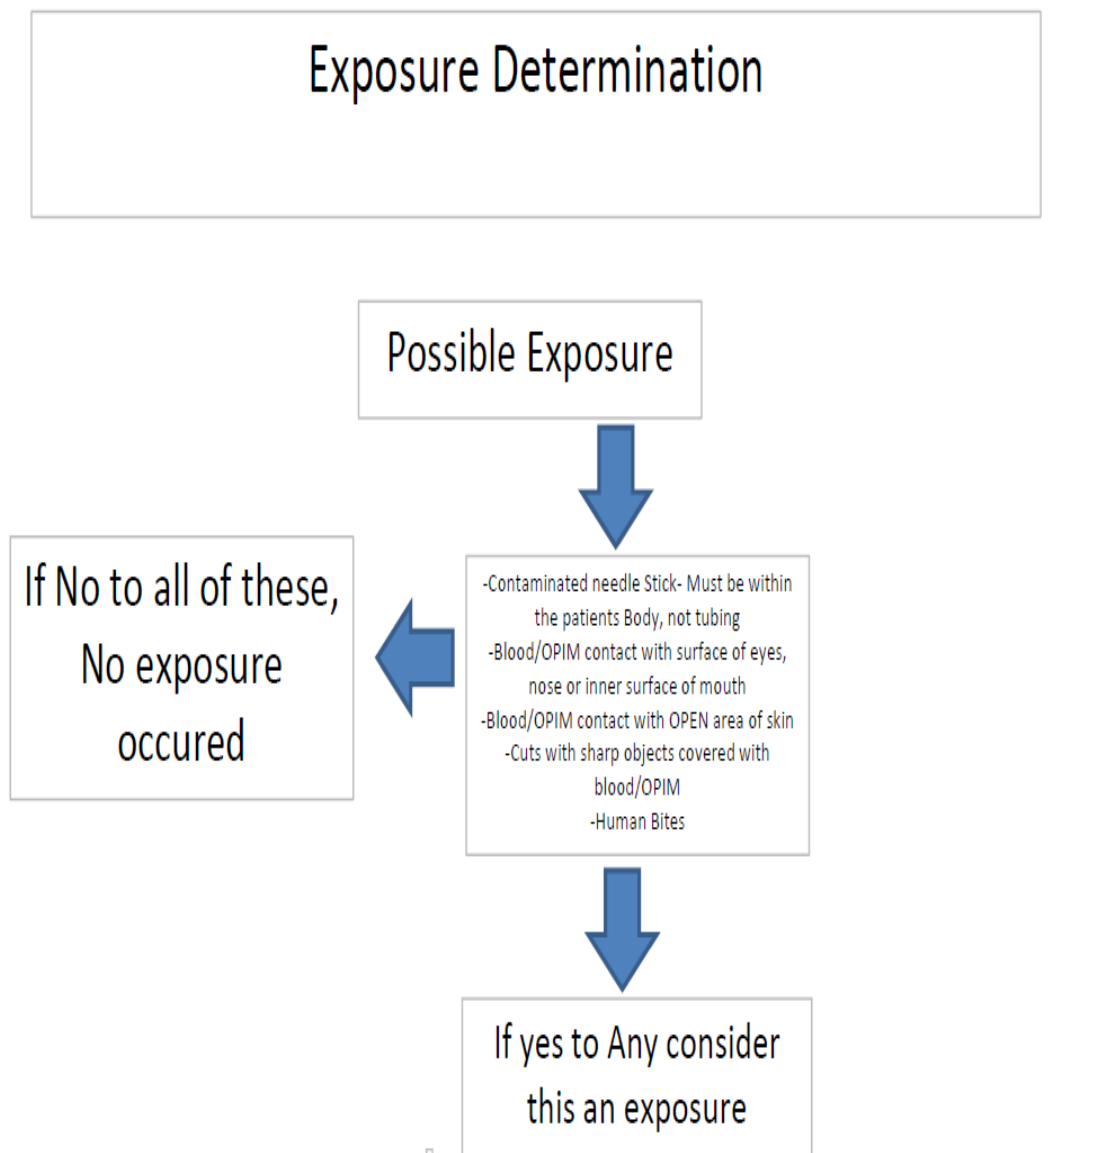 Exposure Determination
Possible Exposure
If No to all of these,
No exposure
occured
-Contaminated needle Stick- Must be within
the patients Body, not tubing
-Blood/OPIM contact with surface of eyes,
nose or inner surface of mouth
-Blood/OPIM contact with OPEN area of skin
-Cuts with sharp objects covered with
blood/OPIM
-Human Bites
If yes to Any consider
this an exposure